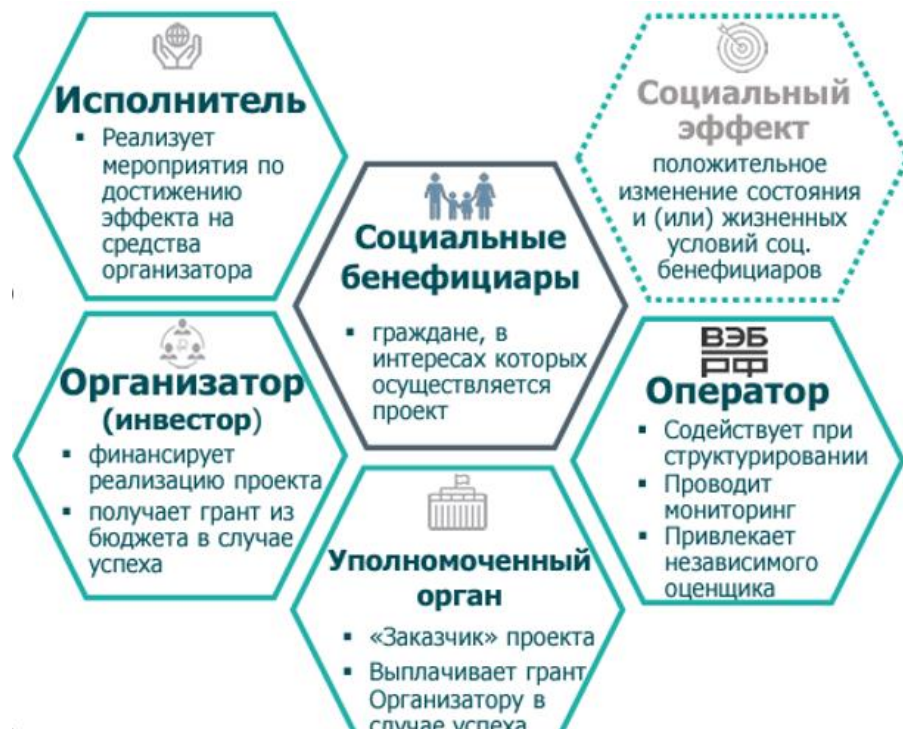 Исполнитель
▪ Реализует
мероприятия по
достижению
эффекта на
средства
организатора
Социальный
эффект
положительное
изменение состояния
и (или) жизненных
условий соц.
бенефициаров
Социальные
бенефициары
▪ граждане, в
интересах которых
осуществляется
проект
Организатор
(инвестор)
▪ финансирует
реализацию проекта
▪ получает грант из
бюджета в случае
успеха
ВЭБ
РФ
Оператор
▪ Содействует при
структурировании
▪ Проводит
мониторинг
▪ Привлекает
независимого
оценщика
Уполномоченный
орган
▪ «Заказчик» проекта
▪ Выплачивает грант
Организатору в
случае успеха